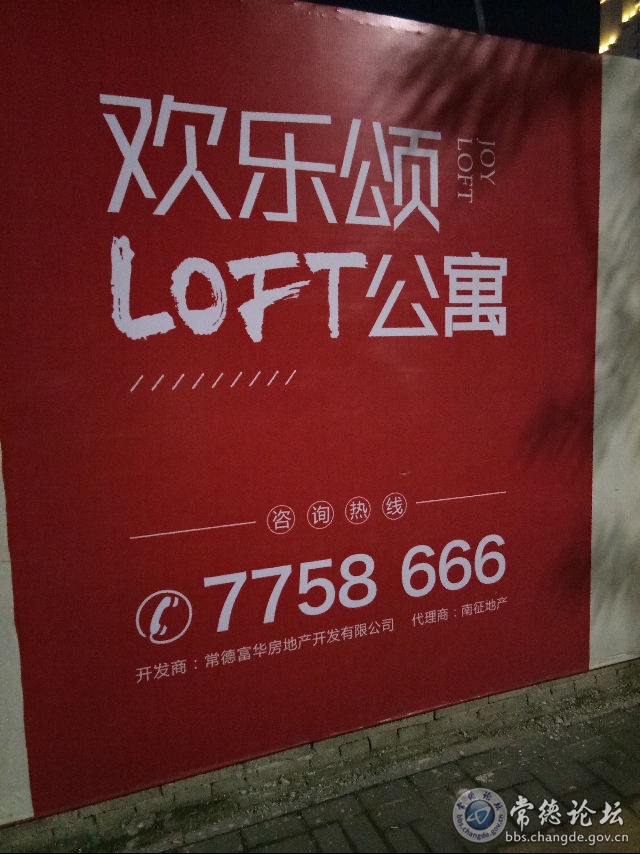 欢乐颂
JOY
LOFT
LOFT公寓
咨询热线
7758 666
开发商：常德富华房地产开发有限公司 代理商：南征地产
常德论坛
bbs.changde.gov.cn